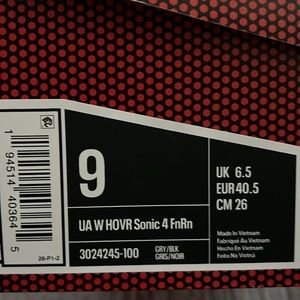 9
UK 6.5
EUR 40.5
CM 26
UA W HOVR Sonic 4 FnRn
3024245-100
GRY/BLK
GRIS/NOIR
Made In Vietnam
Fabriqué Au Vietnam
Hecho En Vietnam
Feito No Vietnã
1 94514 40364 5
26-P1-2